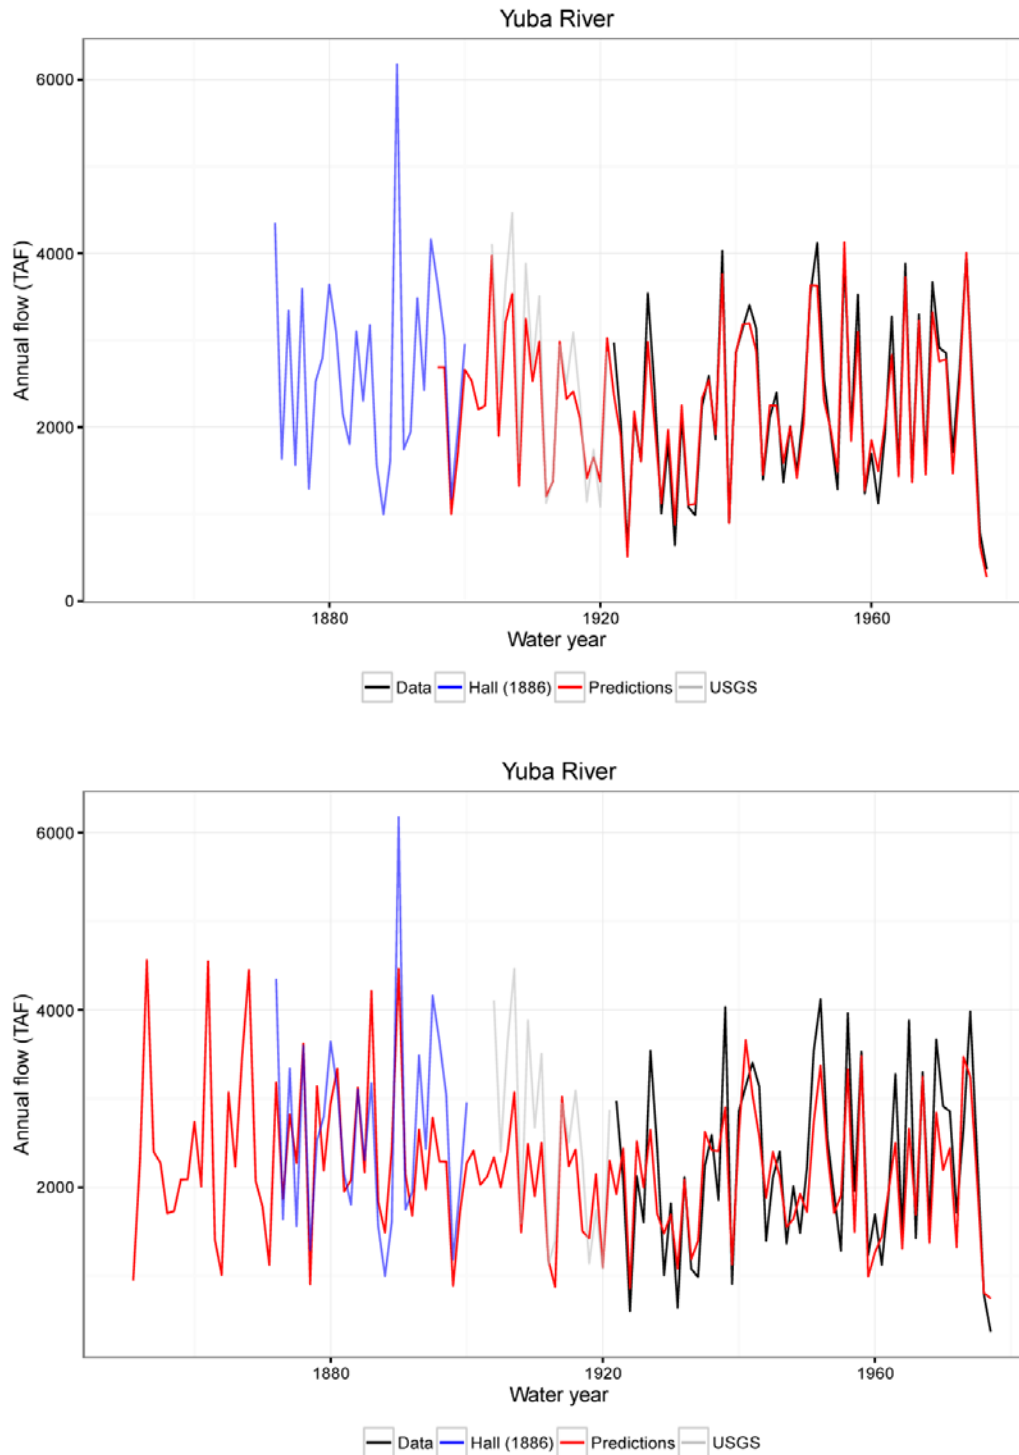 Yuba River
Annual flow (TAF)
6000
4000
2000
0
1880 1920 1960
Water year
Data Hall (1886) Predictions USGS
Yuba River
Annual flow (TAF)
6000
4000
2000
1880 1920 1960
Water year
Data Hall (1886) Predictions USGS